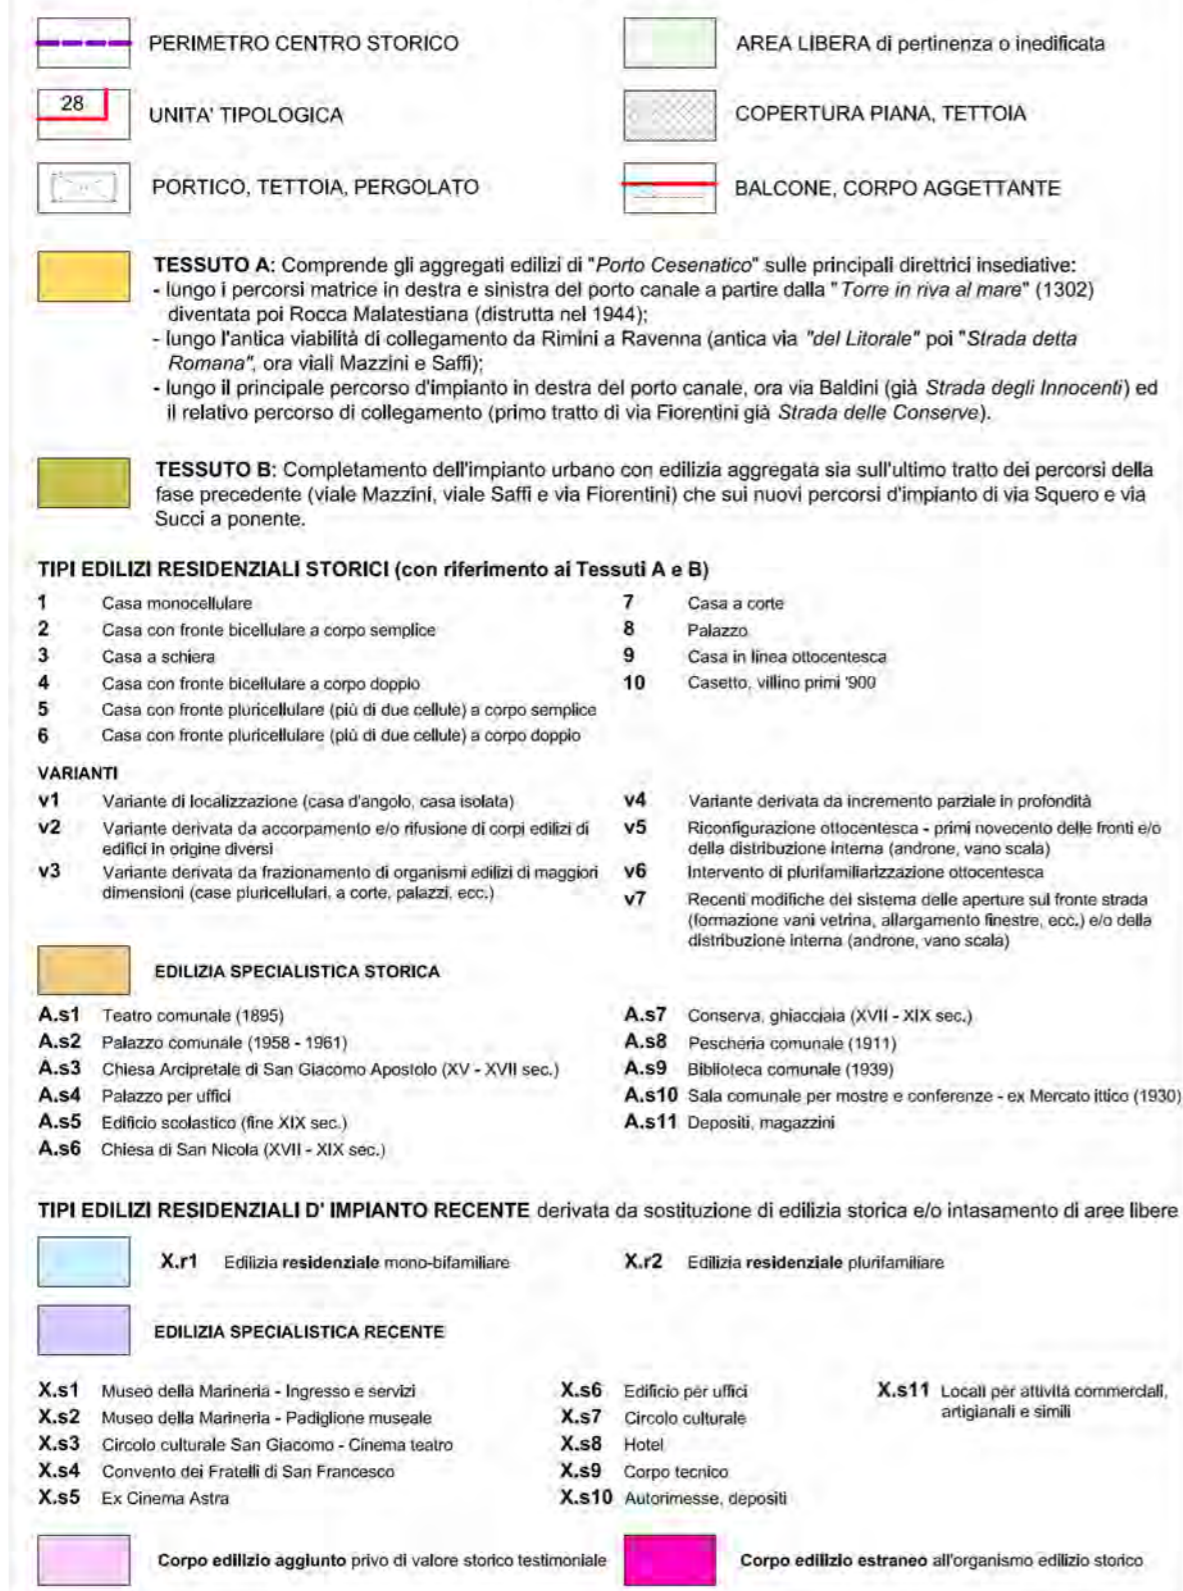 PERIMETRO CENTRO STORICO
AREA LIBERA di pertinenza o inedificata
28
UNITA' TIPOLOGICA
COPERTURA PIANA, TETTOIA
PORTICO, TETTOIA, PERGOLATO
BALCONE, CORPO AGGETTANTE
TESSUTO A: Comprende gli aggregati edilizi di "Porto Cesenatico" sulle principali direttrici insediative:
- lungo i percorsi matrice in destra e sinistra del porto canale a partire dalla "Torre in riva al mare" (1302)
diventata poi Rocca Malatestiana (distrutta nel 1944);
- lungo l'antica viabilità di collegamento da Rimini a Ravenna (antica via "del Litorale" poi "Strada detta
Romana", ora viali Mazzini e Saffi);
- lungo il principale percorso d'impianto in destra del porto canale, ora via Baldini (già Strada degli Innocenti) ed
il relativo percorso di collegamento (primo tratto di via Fiorentini già Strada delle Conserve).
TESSUTO B: Completamento dell'impianto urbano con edilizia aggregata sia sull'ultimo tratto dei percorsi della
fase precedente (viale Mazzini, viale Saffi e via Fiorentini) che sui nuovi percorsi d'impianto di via Squero e via
Succi a ponente.
TIPI EDILIZI RESIDENZIALI STORICI (con riferimento ai Tessuti A e B)
1 Casa monocellulare
2 Casa con fronte bicellulare a corpo semplice
3 Casa a schiera
4 Casa con fronte bicellulare a corpo doppio
5 Casa con fronte pluricellulare (più di due cellule) a corpo semplice
6 Casa con fronte pluricellulare (più di due cellule) a corpo doppio
7 Casa a corte
8 Palazzo
9 Casa in linea ottocentesca
10 Casetto, villino primi '900
VARIANTI
v1 Variante di localizzazione (casa d'angolo, casa isolata)
v2 Variante derivata da accorpamento e/o rifusione di corpi edilizi di
edifici in origine diversi
v3 Variante derivata da frazionamento di organismi edilizi di maggiori
dimensioni (case pluricellulari, a corte, palazzi, ecc.)
v4 Variante derivata da incremento parziale in profondità
v5 Riconfigurazione ottocentesca - primi novecento delle fronti e/o
della distribuzione interna (androne, vano scala)
v6 Intervento di plurifamiliarizzazione ottocentesca
v7 Recenti modifiche del sistema delle aperture sul fronte strada
(formazione vani vetrina, allargamento finestre, ecc.) e/o della
distribuzione interna (androne, vano scala)
EDILIZIA SPECIALISTICA STORICA
A.s1 Teatro comunale (1895)
A.s2 Palazzo comunale (1958 - 1961)
A.s3 Chiesa Arcipretale di San Giacomo Apostolo (XV - XVII sec.)
A.s4 Palazzo per uffici
A.s5 Edificio scolastico (fine XIX sec.)
A.s6 Chiesa di San Nicola (XVII - XIX sec.)
A.s7 Conserva, ghiacciaia (XVII - XIX sec.)
A.s8 Pescheria comunale (1911)
A.s9 Biblioteca comunale (1939)
A.s10 Sala comunale per mostre e conferenze - ex Mercato ittico (1930)
A.s11 Depositi, magazzini
TIPI EDILIZI RESIDENZIALI D' IMPIANTO RECENTE derivata da sostituzione di edilizia storica e/o intasamento di aree libere
X.r1 Edilizia residenziale mono-bifamiliare
X.r2 Edilizia residenziale plurifamiliare
EDILIZIA SPECIALISTICA RECENTE
X.s1 Museo della Marineria - Ingresso e servizi
X.s2 Museo della Marineria - Padiglione museale
X.s3 Circolo culturale San Giacomo - Cinema teatro
X.s4 Convento dei Fratelli di San Francesco
X.s5 Ex Cinema Astra
X.s6 Edificio per uffici
X.s7 Circolo culturale
X.s8 Hotel
X.s9 Corpo tecnico
X.s10 Autorimesse, depositi
X.s11 Locali per attività commerciali,
artigianali e simili
Corpo edilizio aggiunto privo di valore storico testimoniale
Corpo edilizio estraneo all'organismo edilizio storico